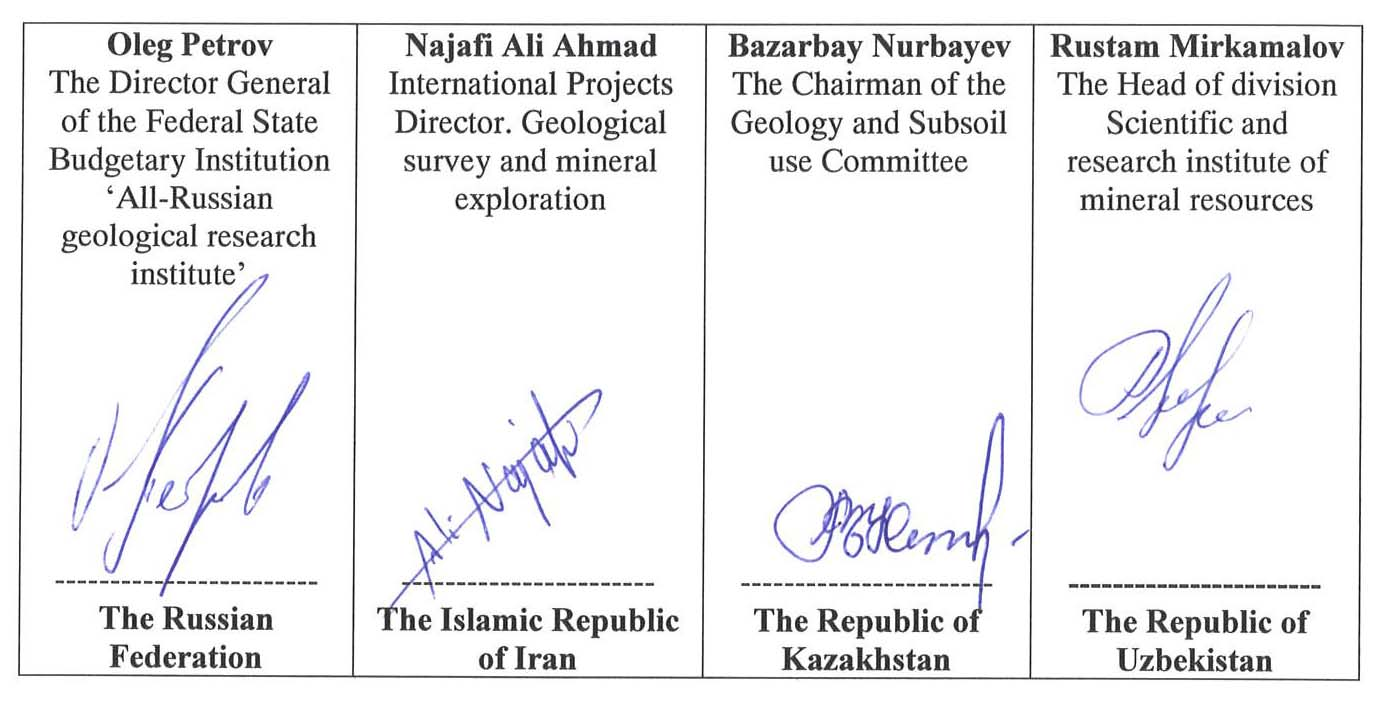 Oleg Petrov
The Director General
of the Federal State
Budgetary Institution
‘All-Russian
geological research
institute’
The Russian
Federation
Najafi Ali Ahmad
International Projects
Director. Geological
survey and mineral
exploration
Ali Najafi
The Islamic Republic
of Iran
Bazarbay Nurbayev
The Chairman of the
Geology and Subsoil
use Committee
The Republic of
Kazakhstan
Rustam Mirkamalov
The Head of division
Scientific and
research institute of
mineral resources
The Republic of
Uzbekistan